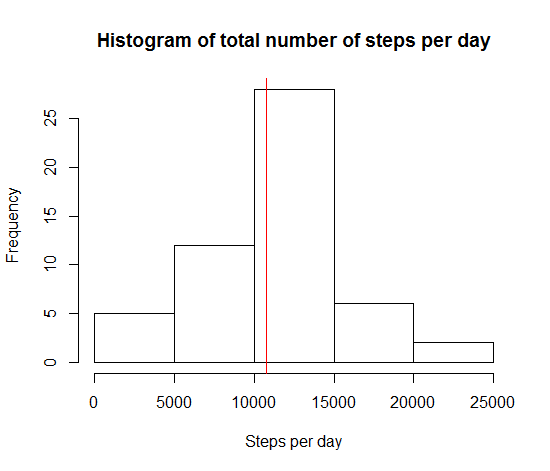 Histogram of total number of steps per day
Frequency
25
20
15
10
5
0
0 5000 10000 15000 20000 25000
Steps per day